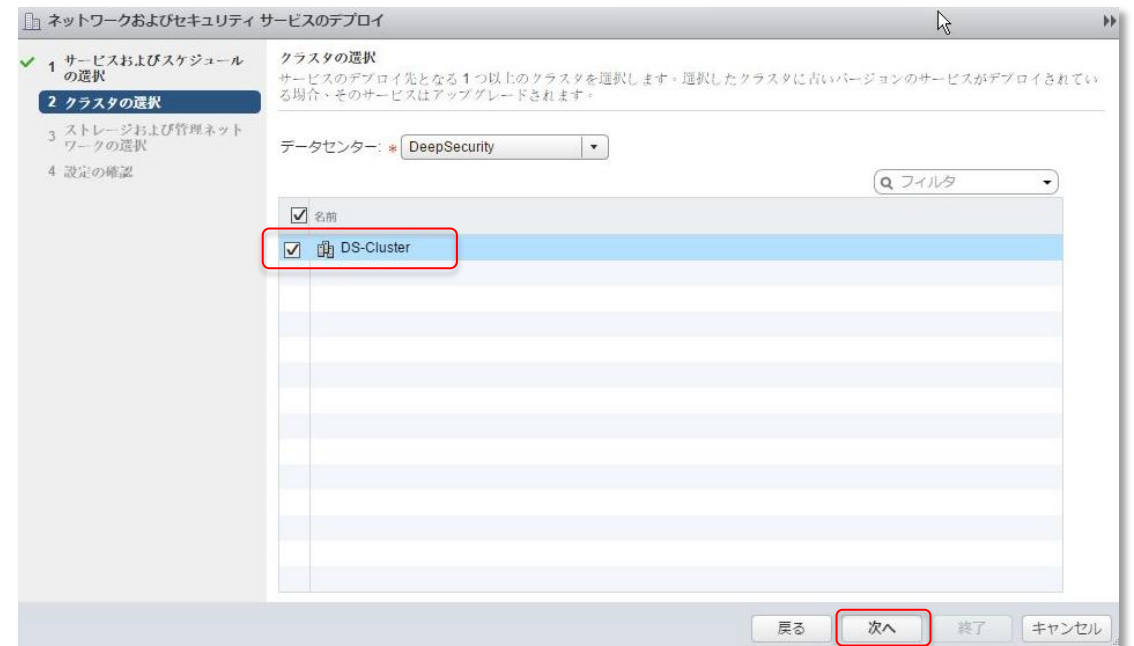 ネットワークおよびセキュリティ サービスのデプロイ
1 サービスおよびスケジュール
の選択
2 クラスタの選択
3 ストレージおよび管理ネット
ワークの選択
4 設定の確認
クラスタの選択
サービスのデプロイ先となる 1 つ以上のクラスタを選択します。選択したクラスタに古いバージョンのサービスがデプロイされてい
る場合、そのサービスはアップグレードされます。
データセンター: * DeepSecurity
フィルタ
名前
DS-Cluster
戻る 次へ 終了 キャンセル